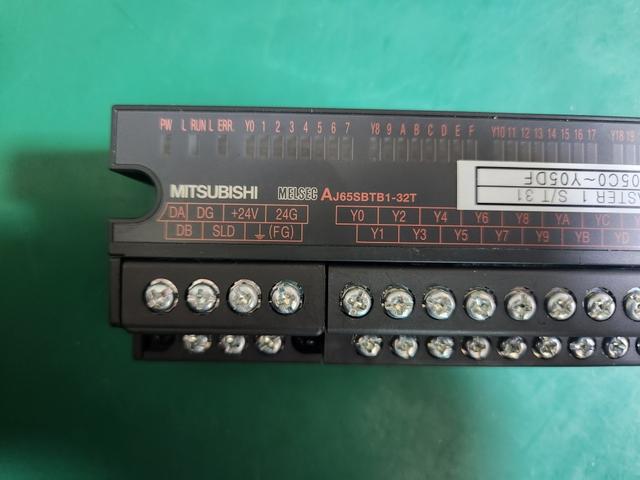 PW L RUN L ERR. Y0 1 2 3 4 5 6 7 Y8 9 A B C D E F Y10 11 12 13 14 15 16 17 Y18 19
MITSUBISHI MELSEC AJ65SBTB1-32T
ASTER 1 S/T 31
05C0~Y05DF
DA DG +24V 24G Y0 Y2 Y4 Y6 Y8 YA YC
DB SLD (FG) Y1 Y3 Y5 Y7 Y9 YB YD